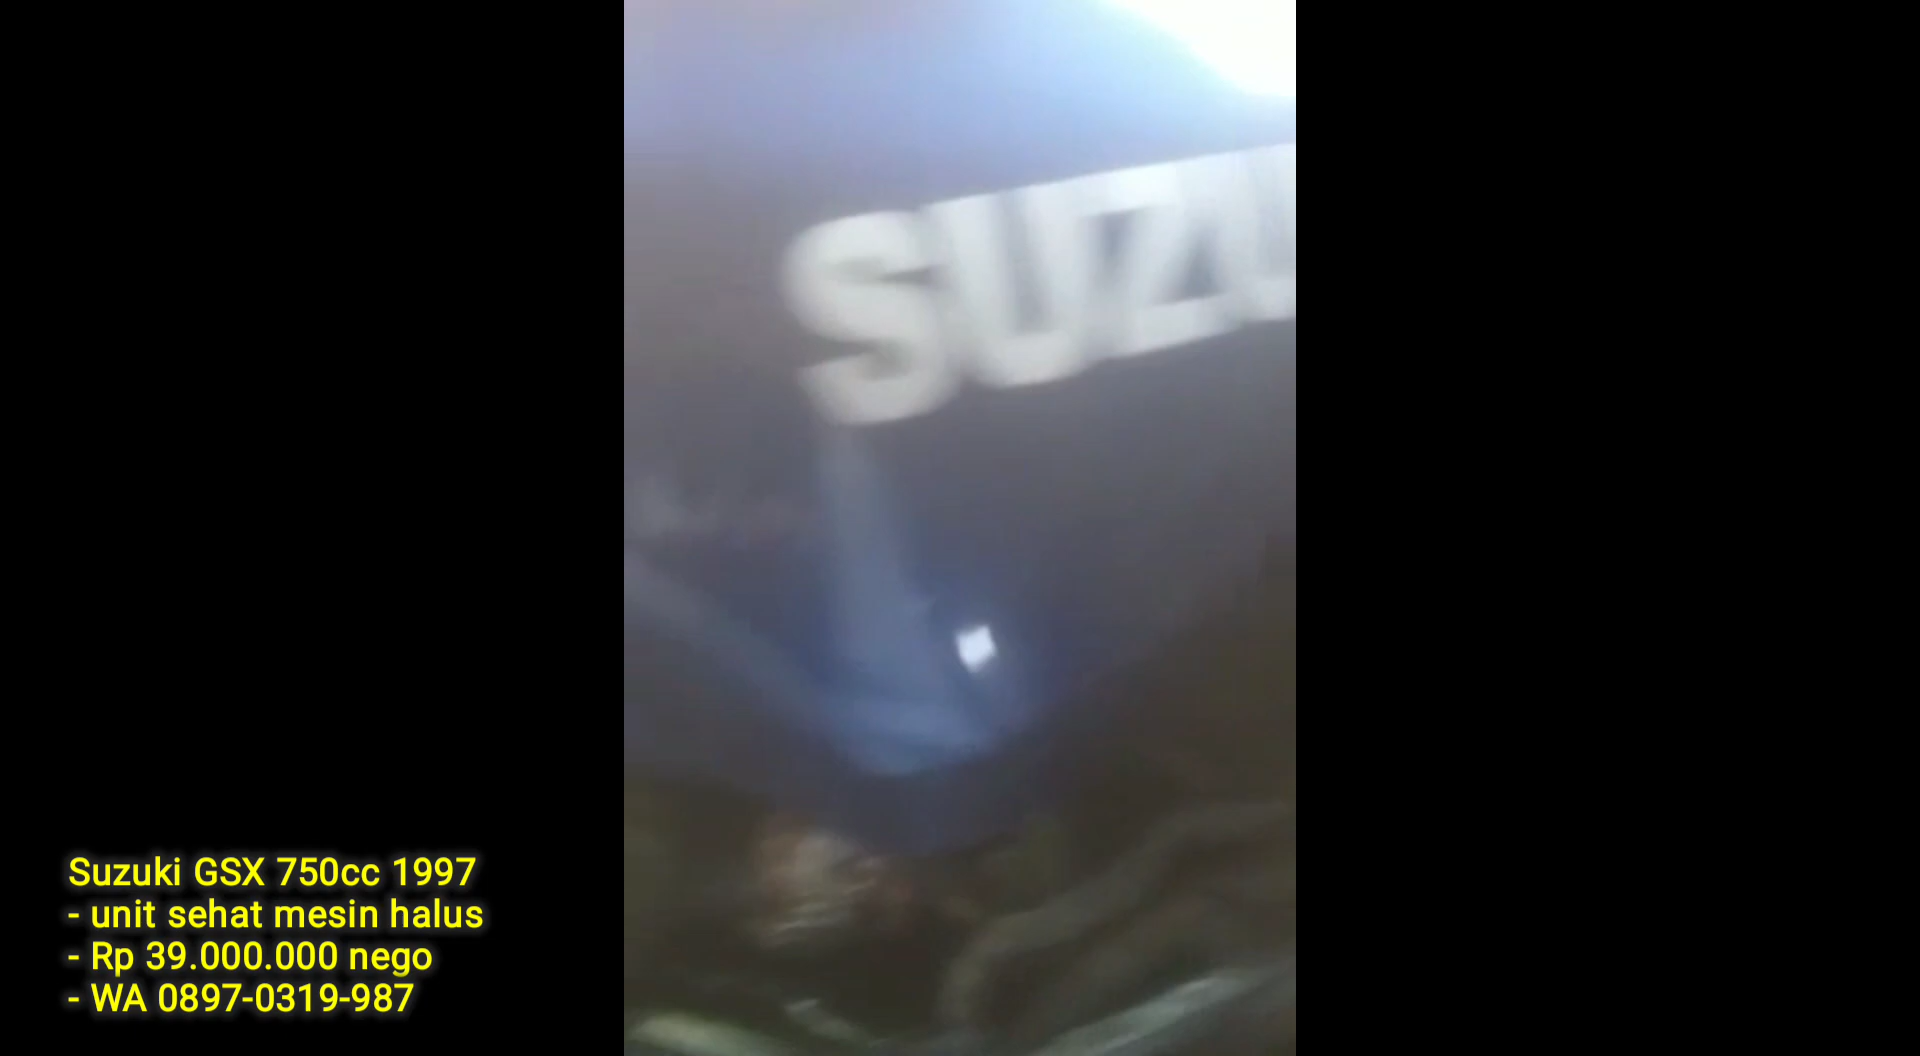 SUZU
Suzuki GSX 750cc 1997
- unit sehat mesin halus
- Rp 39.000.000 nego
- WA 0897-0319-987